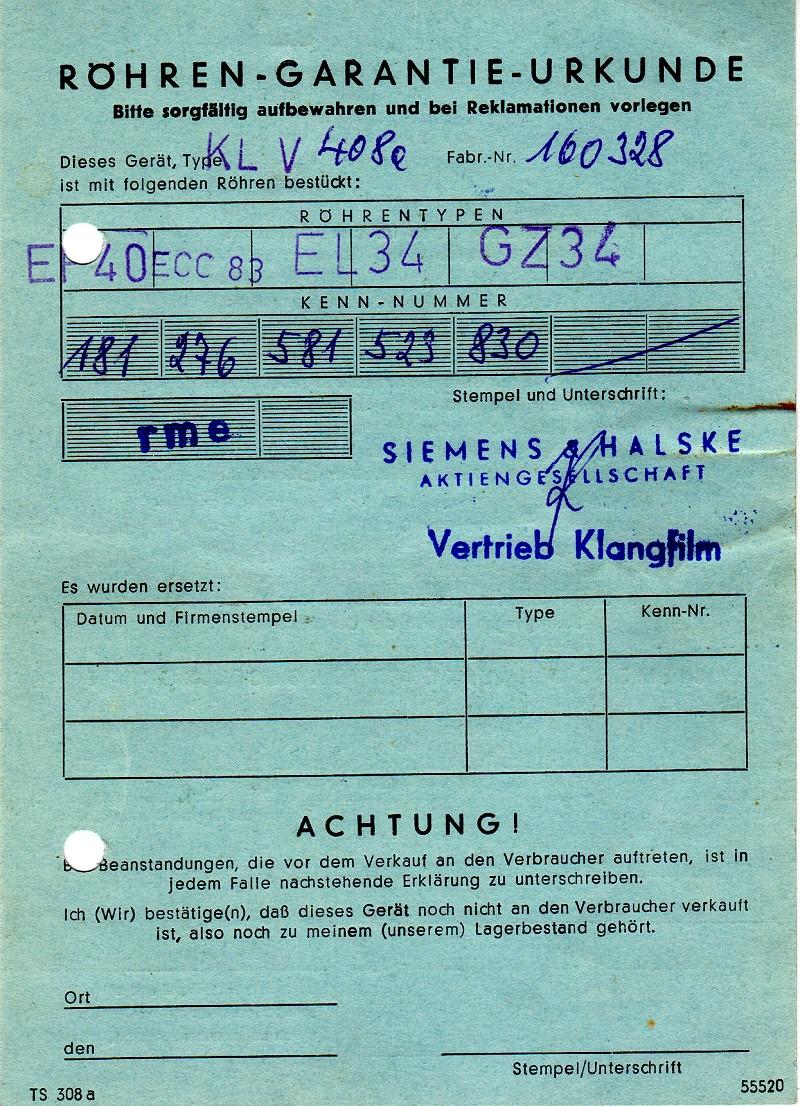 RÖHREN-GARANTIE-URKUNDE
Bitte sorgfältig aufbewahren und bei Reklamationen vorlegen
Dieses Gerät, Type KLV 408a Fabr.-Nr. 160328
ist mit folgenden Röhren bestückt:
RÖHRENTYPEN
EF40 ECC 83 EL34 GZ34
KENN-NUMMER
181 276 581 523 830
Stempel und Unterschrift:
rme
SIEMENS & HALSKE
AKTIENGESELLSCHAFT
Vertrieb Klangfilm
Es wurden ersetzt:
Datum und Firmenstempel Type Kenn-Nr.
ACHTUNG!
Beanstandungen, die vor dem Verkauf an den Verbraucher auftreten, ist in
jedem Falle nachstehende Erklärung zu unterschreiben.
Ich (Wir) bestätige(n), daß dieses Gerät noch nicht an den Verbraucher verkauft
ist, also noch zu meinem (unserem) Lagerbestand gehört.
Ort
den
Stempel/Unterschrift
TS 308 a 55520